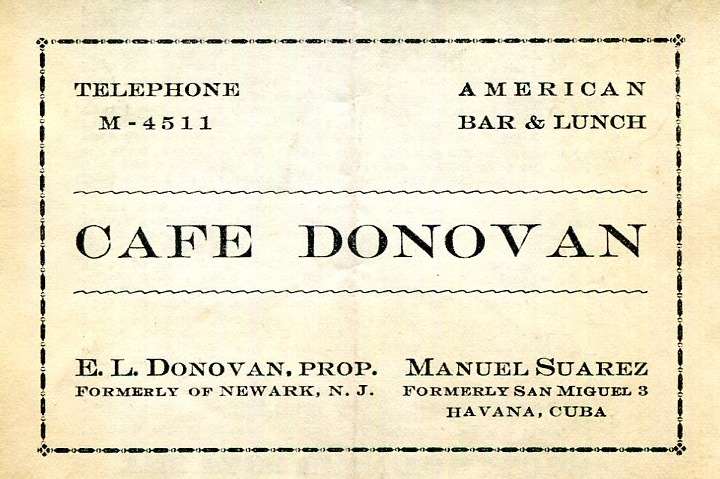 TELEPHONE
M-4511
AMERICAN
BAR & LUNCH
CAFE DONOVAN
E. L. DONOVAN, PROP.
FORMERLY OF NEWARK, N. J.
MANUEL SUAREZ
FORMERLY SAN MIGUEL 3
HAVANA, CUBA